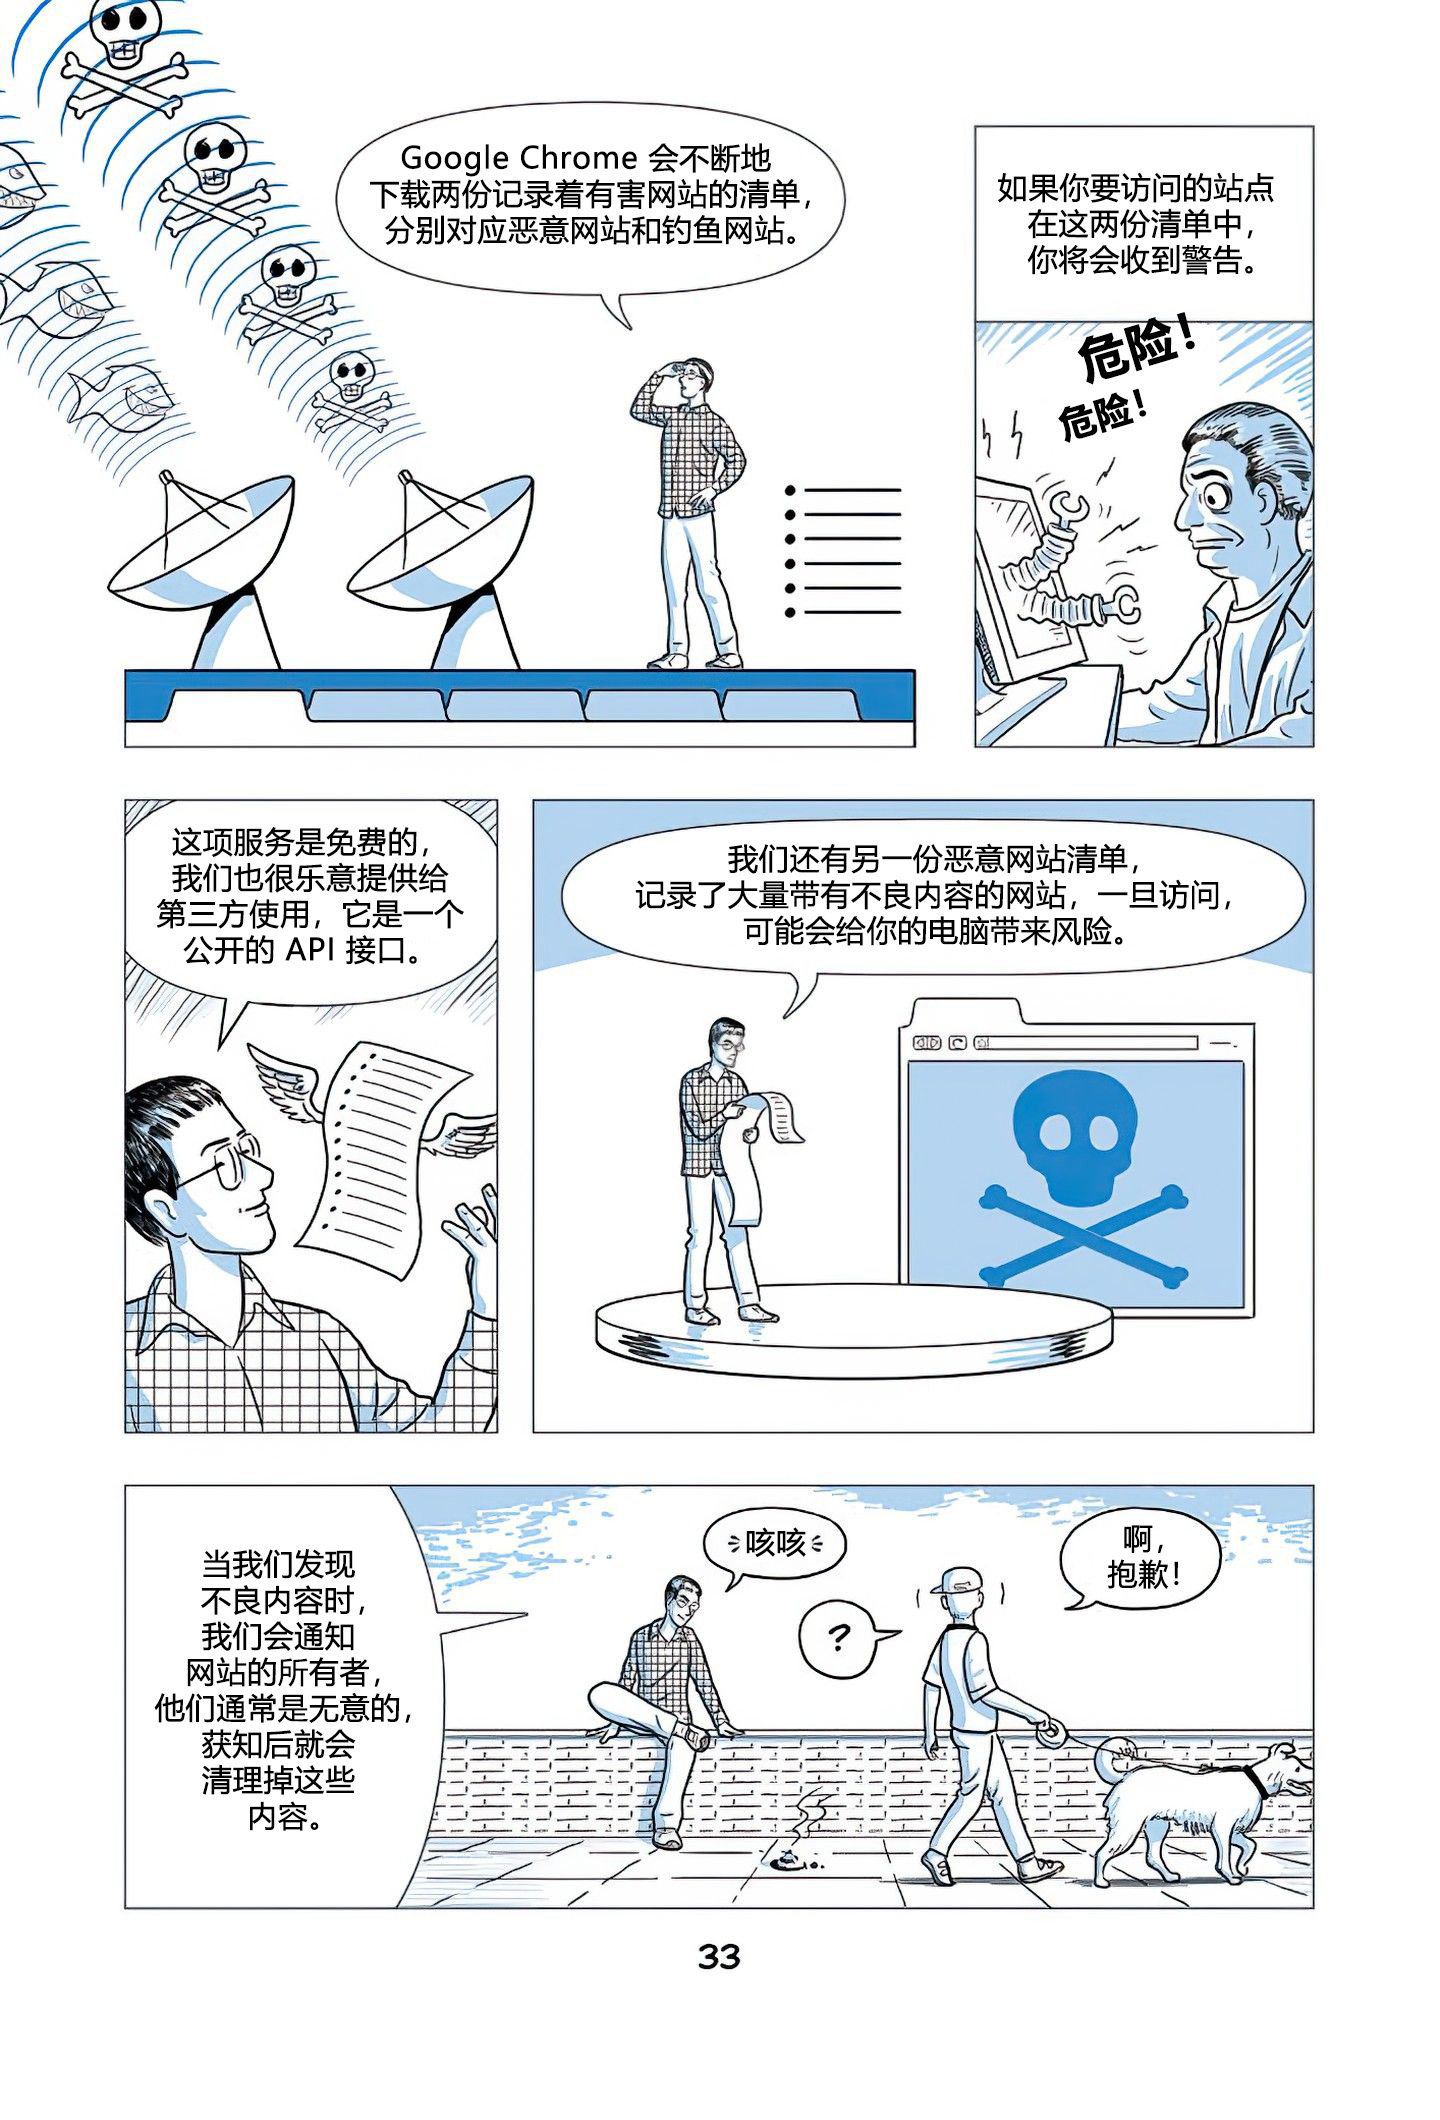 Google Chrome 会不断地
下载两份记录着有害网站的清单，
分别对应恶意网站和钓鱼网站。
如果你要访问的站点
在这两份清单中，
你将会收到警告。
危险！
危险！
这项服务是免费的，
我们也很乐意提供给
第三方使用，它是一个
公开的 API 接口。
我们还有另一份恶意网站清单，
记录了大量带有不良内容的网站，一旦访问，
可能会给你的电脑带来风险。
当我们发现
不良内容时，
我们会通知
网站的所有者，
他们通常是无意的，
获知后就会
清理掉这些
内容。
咳咳
?
啊，
抱歉！
33